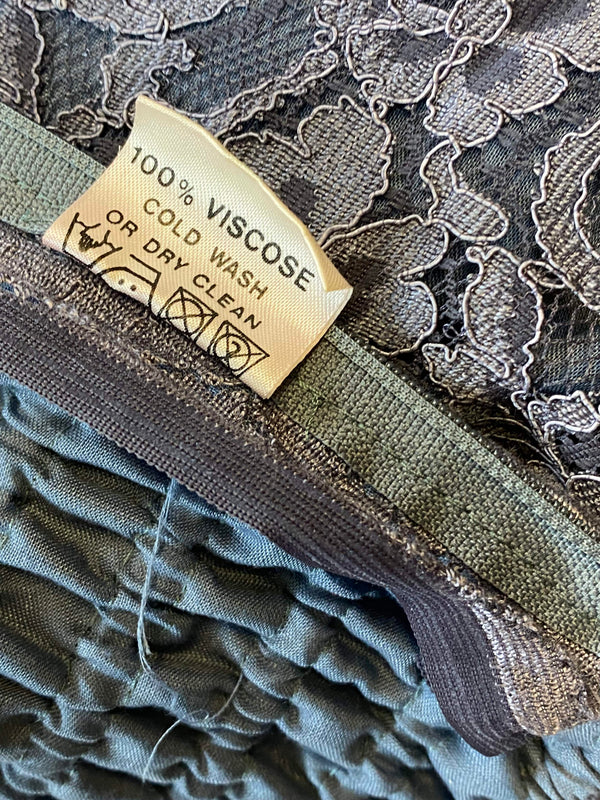 100% VISCOSE
COLD WASH
OR DRY CLEAN